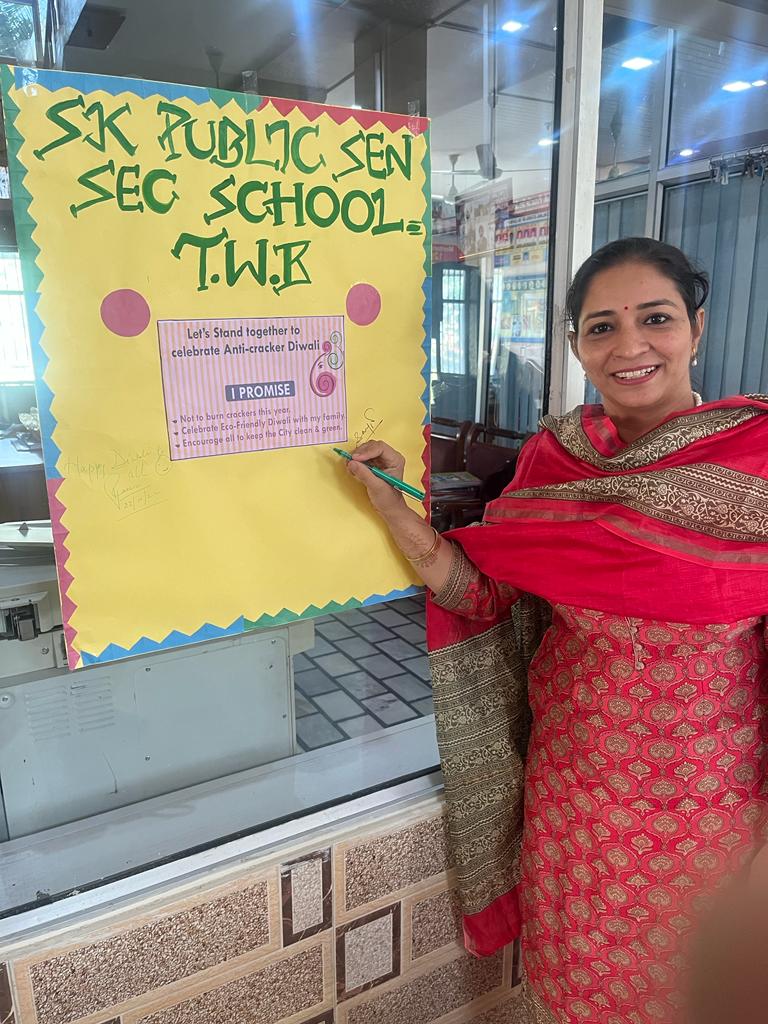 SK PUBLIC SEN
SEC SCHOOL=
T.W.B
Let's Stand together to
celebrate Anti-cracker Diwali
I PROMISE
Not to burn crackers this year.
Celebrate Eco-Friendly Diwali with my family.
Encourage all to keep the City clean & green.
Happy Diwali
all